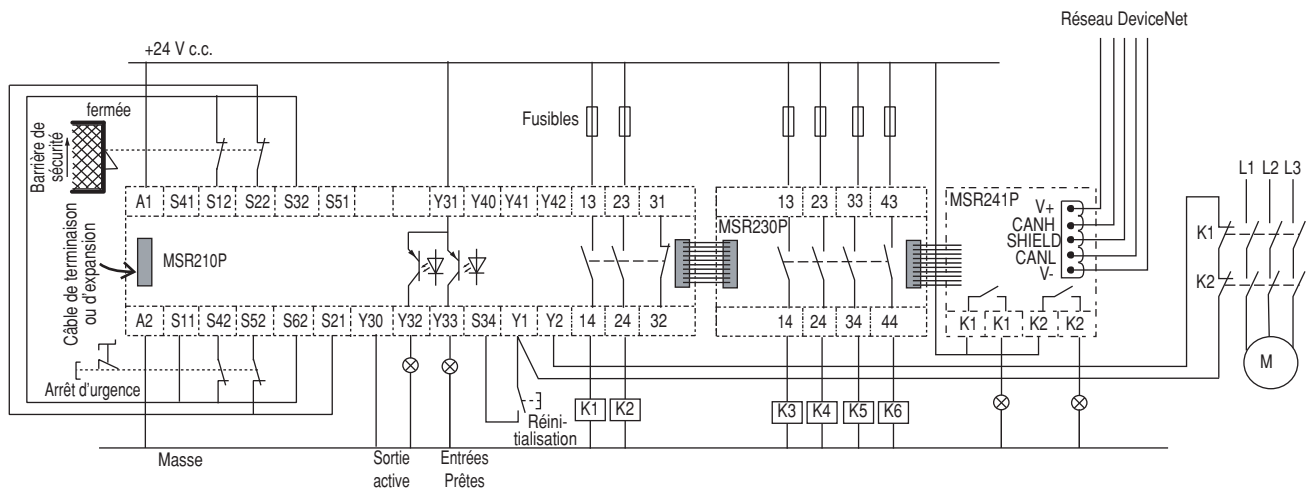 Réseau DeviceNet
+24 V c.c.
fermée
Barrière de
sécurité
Fusibles
L1 L2 L3
A1 S41 S12 S22 S32 S51 Y31 Y40 Y41 Y42 13 23 31
13 23 33 43
MSR210P
MSR230P
MSR241P
V+
CANH
SHIELD
CANL
V-
K1
K2
Câble de terminaison
ou d'expansion
A2 S11 S42 S52 S62 S21 Y30 Y32 Y33 S34 Y1 Y2 14 24 32
14 24 34 44
K1 K1 K2 K2
M
Arrêt d'urgence
K1 K2
K3 K4 K5 K6
Réini-
tialisation
Masse
Sortie
active
Entrées
Prêtes